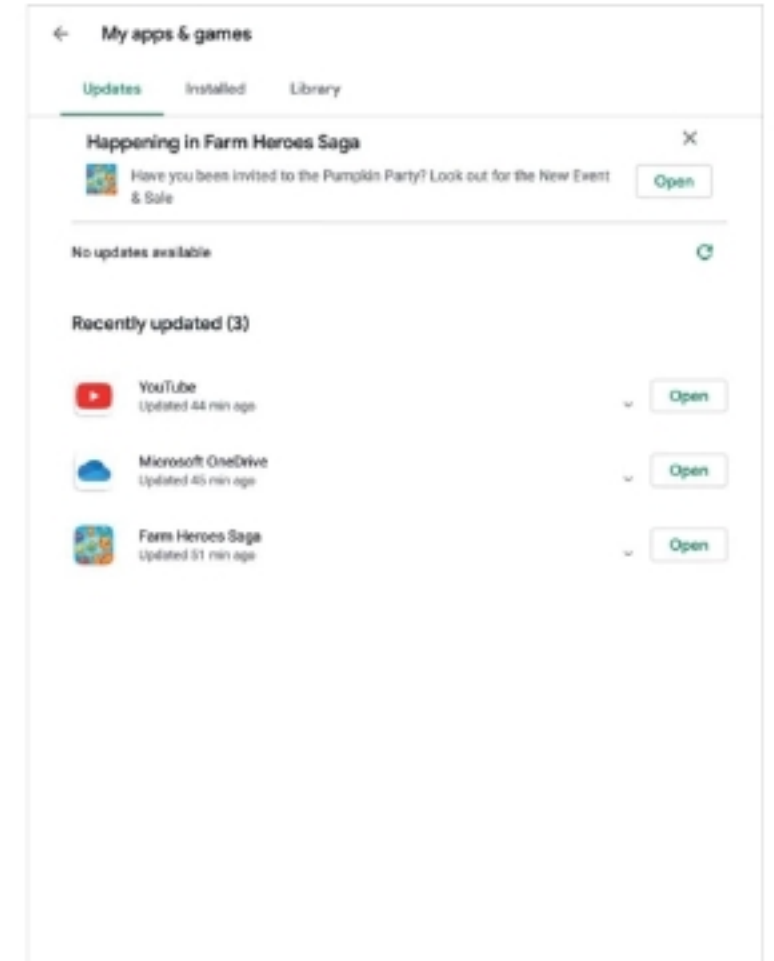 My apps & games
Updates Installed Library
Happening in Farm Heroes Saga
Have you been invited to the Pumpkin Party? Look out for the New Event
& Sale
Open
No updates available
Recently updated (3)
YouTube
Updated 44 min ago
Open
Microsoft OneDrive
Updated 45 min ago
Open
Farm Heroes Saga
Updated 51 min ago
Open